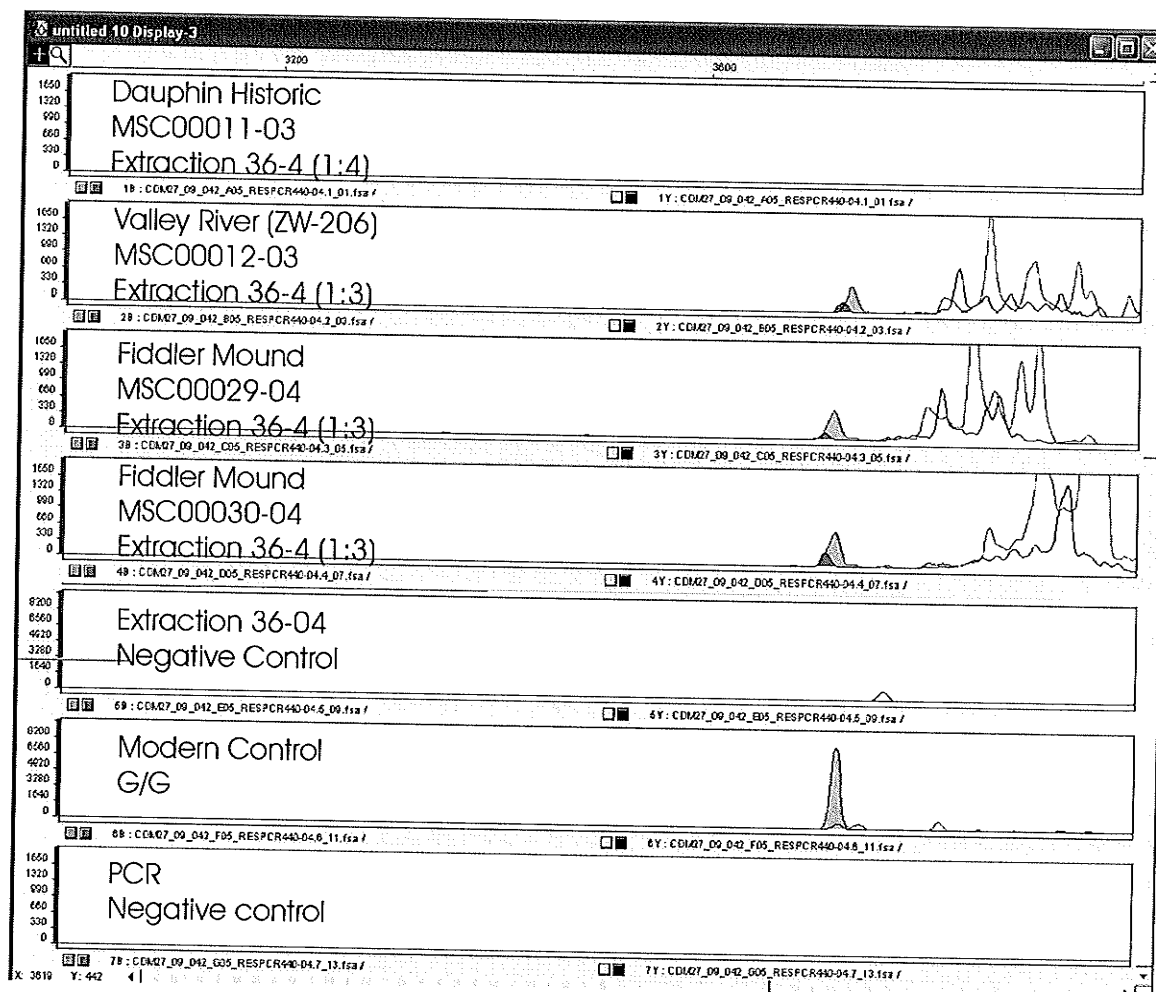 untitled 10 Display-3
3200 3600
1650
1320
990
660
330
0
Dauphin Historic
MSC00011-03
Extraction 36-4 (1:4)
1B : CDM27_09_042_A05_RESPCR440-04.1_01.fsa / 1Y : CDM27_09_042_A05_RESPCR440-04.1_01.fsa /
1650
1320
990
660
330
0
Valley River (ZW-206)
MSC00012-03
Extraction 36-4 (1:3)
2B : CDM27_09_042_B05_RESPCR440-04.2_03.fsa / 2Y : CDM27_09_042_B05_RESPCR440-04.2_03.fsa /
1650
1320
990
660
330
0
Fiddler Mound
MSC00029-04
Extraction 36-4 (1:3)
3B : CDM27_09_042_C05_RESPCR440-04.3_05.fsa / 3Y : CDM27_09_042_C05_RESPCR440-04.3_05.fsa /
1650
1320
990
660
330
0
Fiddler Mound
MSC00030-04
Extraction 36-4 (1:3)
4B : CDM27_09_042_D05_RESPCR440-04.4_07.fsa / 4Y : CDM27_09_042_D05_RESPCR440-04.4_07.fsa /
8200
6560
4920
3280
1640
0
Extraction 36-04
Negative Control
CDM27_09_042_E05_RESPCR440-04.5_09.fsa / 5Y : CDM27_09_042_E05_RESPCR440-04.5_09.fsa /
8200
6560
4920
3280
1640
0
Modern Control
G/G
6B : CDM27_09_042_F05_RESPCR440-04.6_11.fsa / 6Y : CDM27_09_042_F05_RESPCR440-04.6_11.fsa /
1650
1320
990
660
330
0
PCR
Negative control
7B : CDM27_09_042_G05_RESPCR440-04.7_13.fsa / 7Y : CDM27_09_042_G05_RESPCR440-04.7_13.fsa /
X: 3619 Y: 442